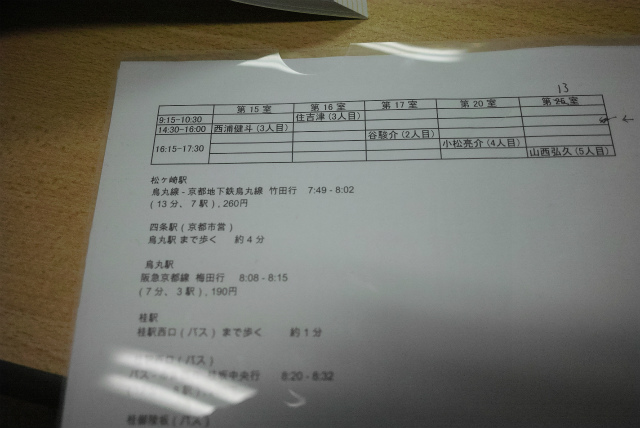 13
第 15 室 第 16 室 第 17 室 第 20 室 第 25 室
9:15-10:30 住吉津 (3人目)
14:30-16:00 西浦健斗 (3人目) ←
谷駿介 (2人目)
16:15-17:30 小松亮介 (4人目)
山西弘久 (5人目)
松ヶ崎駅
烏丸線 - 京都地下鉄烏丸線 竹田行 7:49 - 8:02
( 13 分、 7 駅 ) , 260円
四条駅 ( 京都市営 )
烏丸駅 まで歩く 約 4 分
烏丸駅
阪急京都線 梅田行 8:08 - 8:15
( 7 分、 3 駅 ) , 190円
桂駅
桂駅西口 ( バス ) まで歩く 約 1 分
( バス )
バス 坂中央行 8:20 - 8:32
桂御陵坂 ( バス )